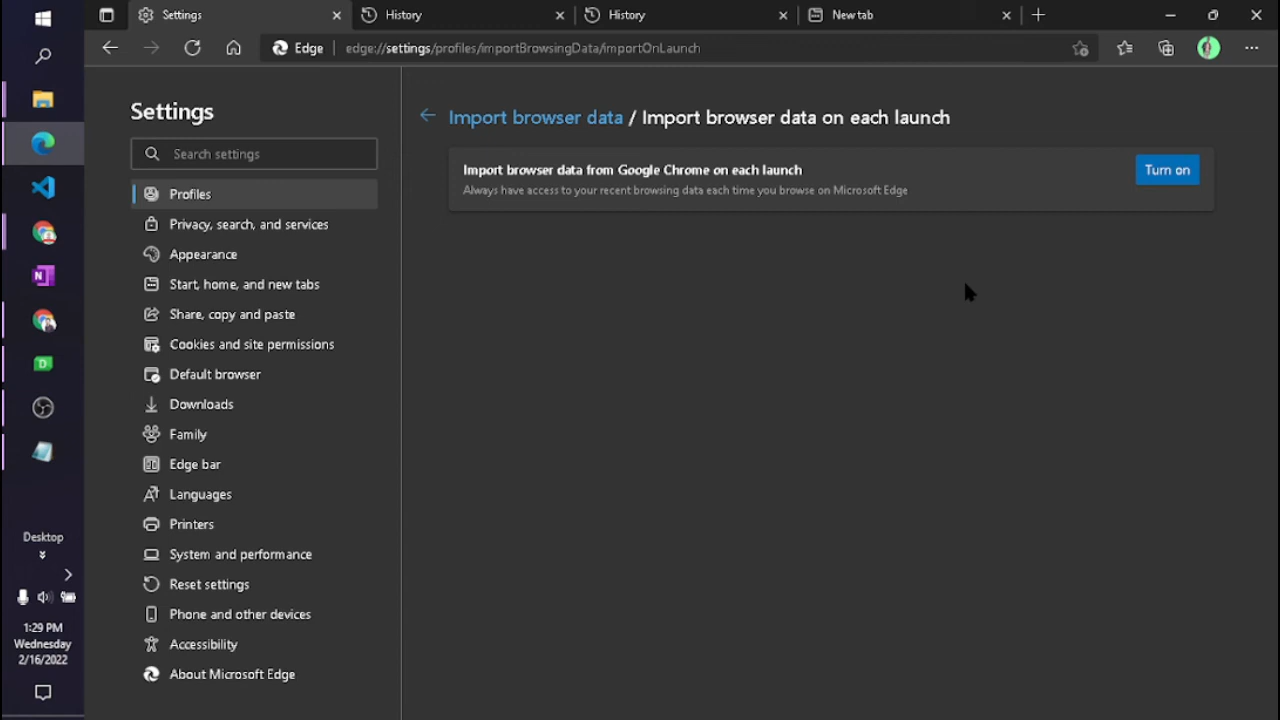 Settings
History
History
New tab
Edge
edge://settings/profiles/importBrowsingData/importOnLaunch
Settings
Search settings
Profiles
Privacy, search, and services
Appearance
Start, home, and new tabs
Share, copy and paste
Cookies and site permissions
Default browser
Downloads
Family
Edge bar
Languages
Printers
System and performance
Reset settings
Phone and other devices
Accessibility
About Microsoft Edge
Import browser data / Import browser data on each launch
Import browser data from Google Chrome on each launch
Always have access to your recent browsing data each time you browse on Microsoft Edge
Turn on
N
D
Desktop
1:29 PM
Wednesday
2/16/2022